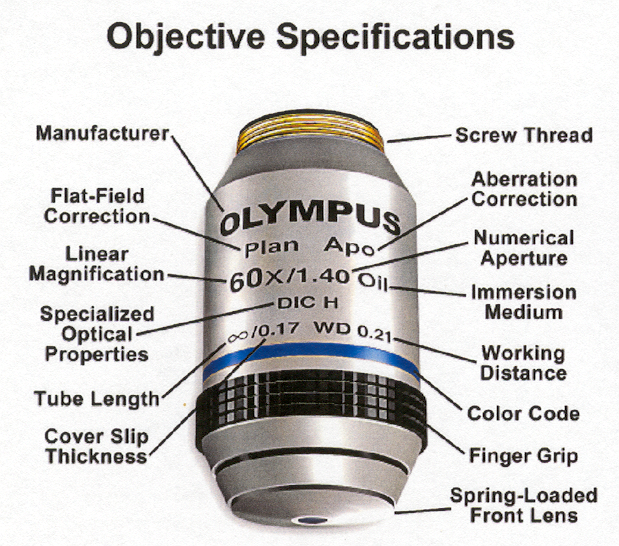 Objective Specifications
Manufacturer
Screw Thread
Flat-Field
Correction
Aberration
Correction
Linear
Magnification
Numerical
Aperture
Specialized
Optical
Properties
Immersion
Medium
Tube Length
Working
Distance
Cover Slip
Thickness
Color Code
Finger Grip
Spring-Loaded
Front Lens
OLYMPUS
Plan Apo
60X/1.40 Oil
DIC H
∞/0.17 WD 0.21